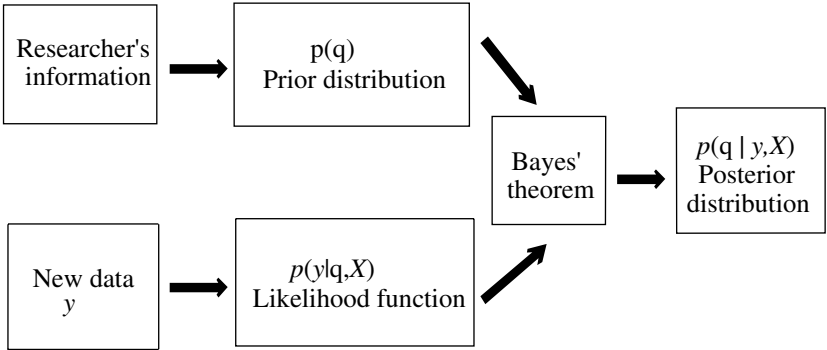 Researcher's
information
p(q)
Prior distribution
Bayes'
theorem
p(q | y,X)
Posterior
distribution
New data
y
p(y|q,X)
Likelihood function